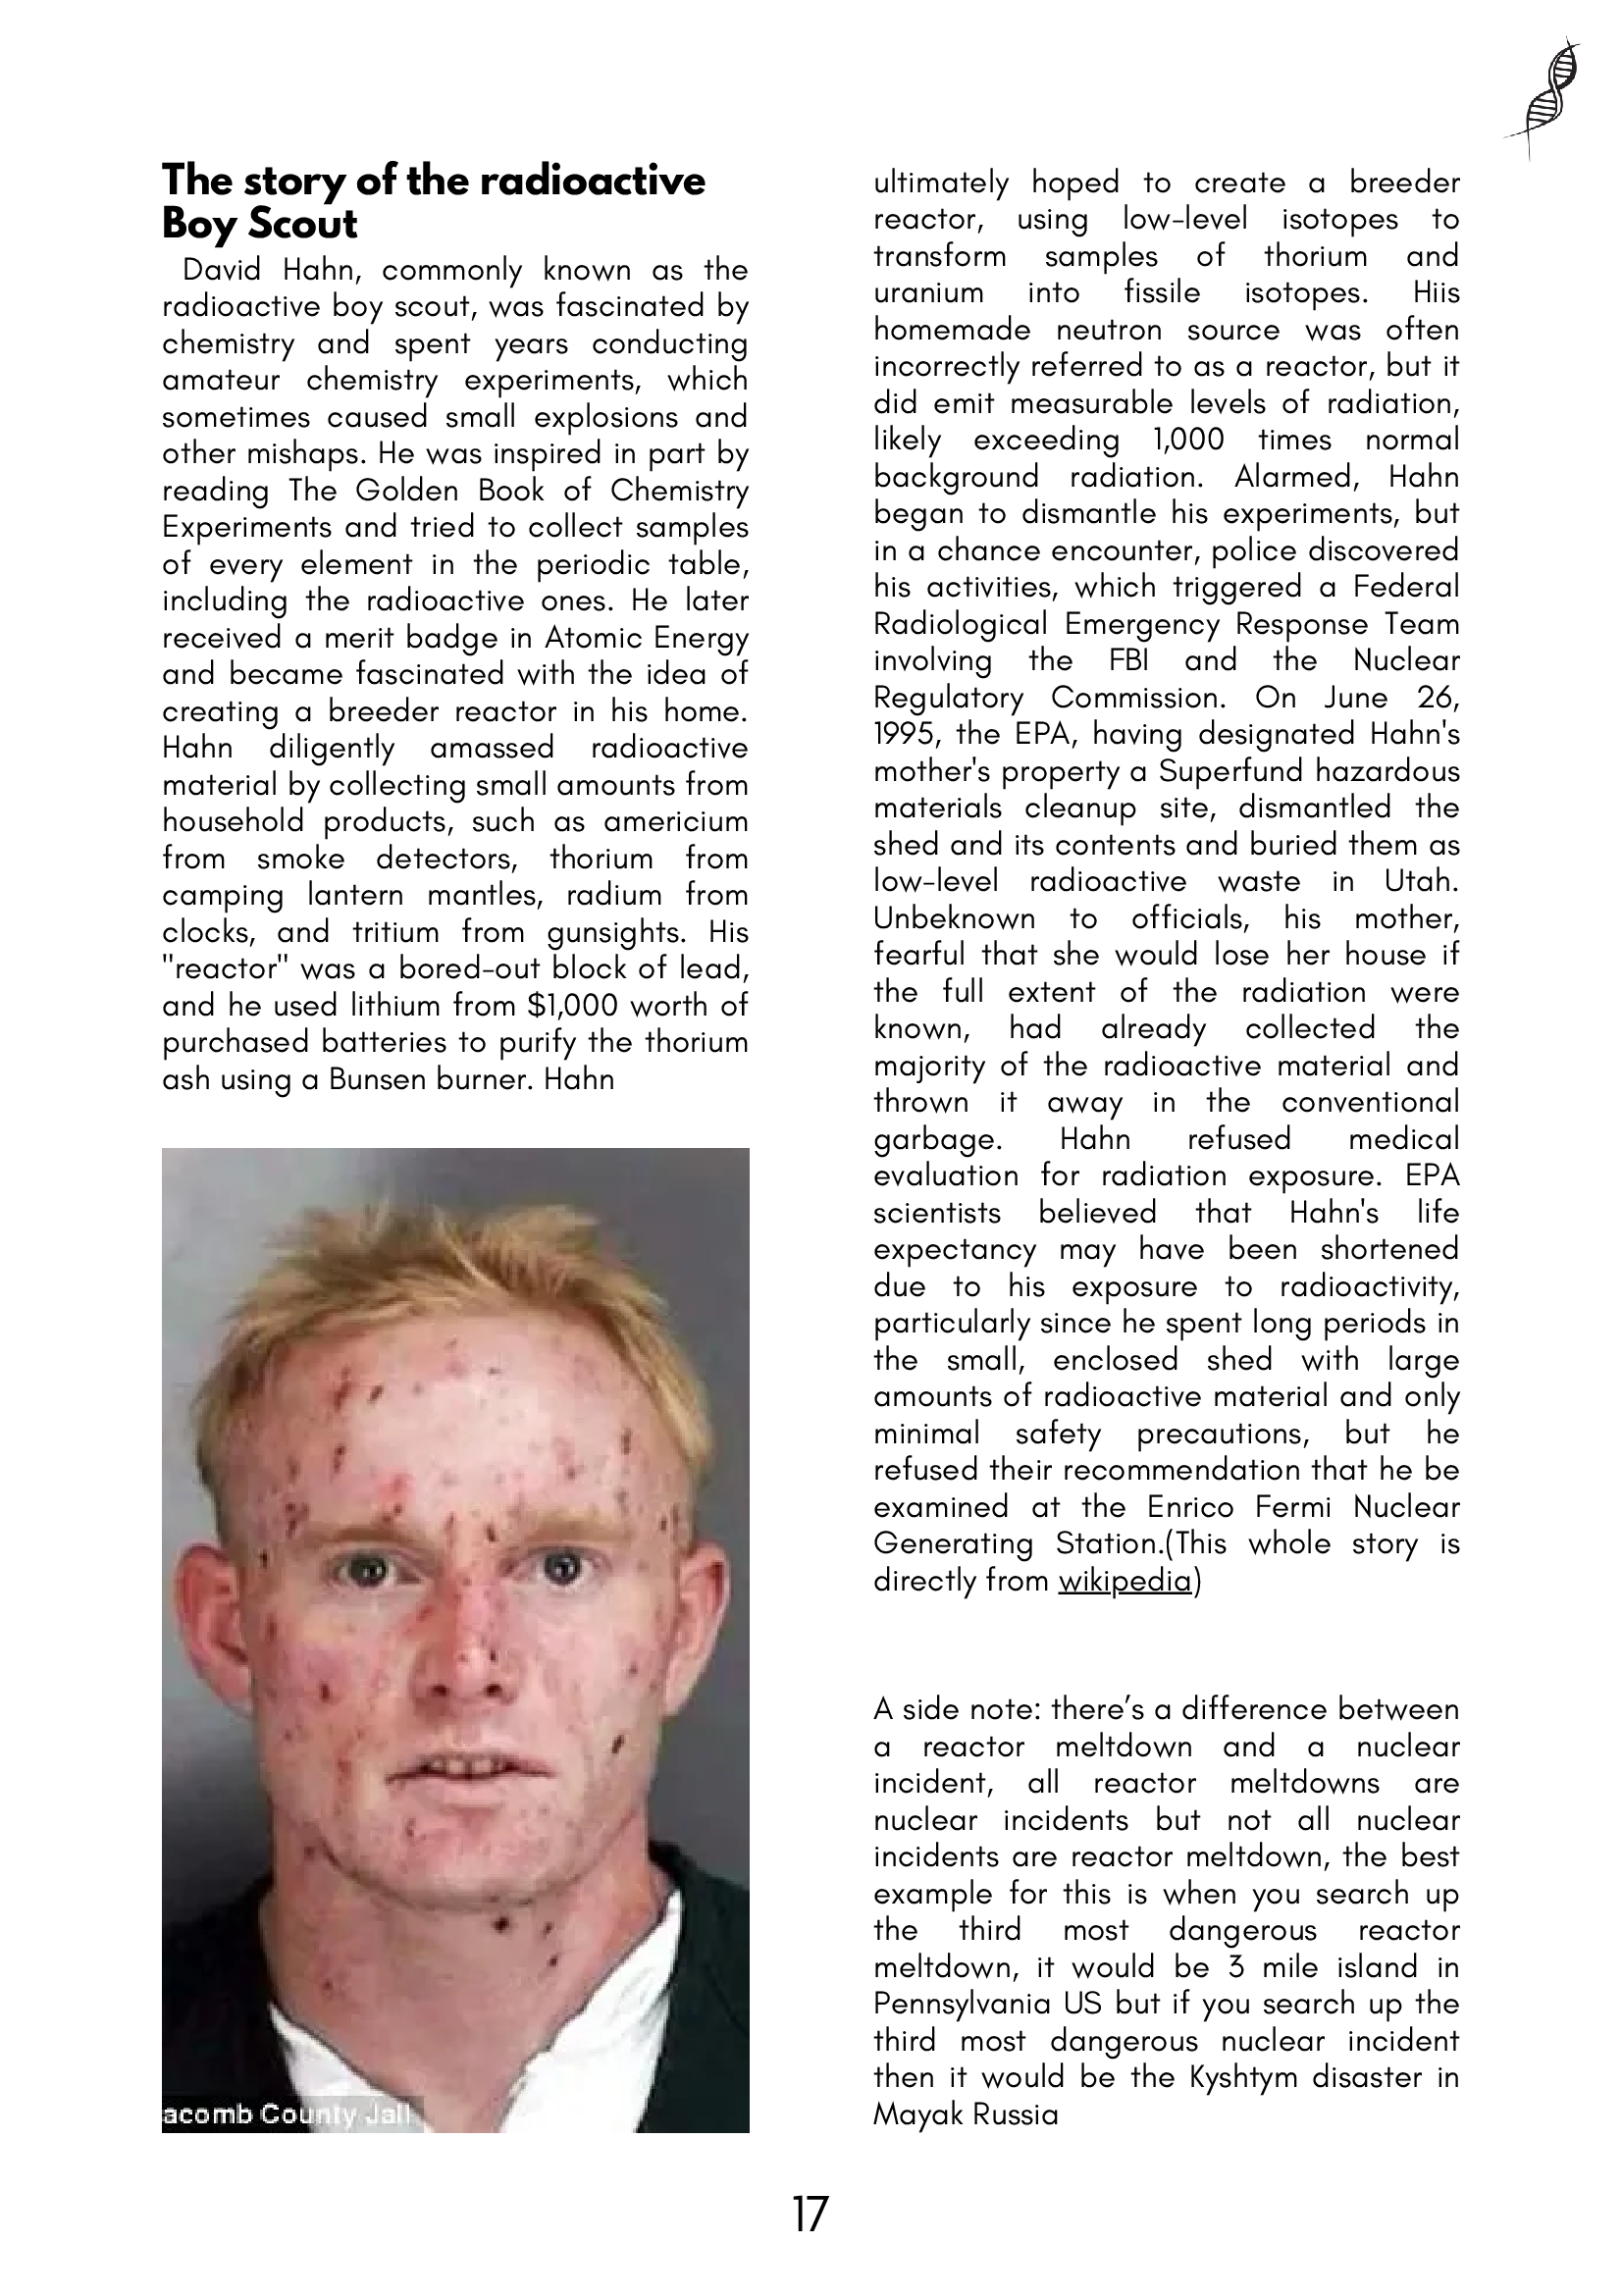 The story of the radioactive
Boy Scout
David Hahn, commonly known as the
radioactive boy scout, was fascinated by
chemistry and spent years conducting
amateur chemistry experiments, which
sometimes caused small explosions and
other mishaps. He was inspired in part by
reading The Golden Book of Chemistry
Experiments and tried to collect samples
of every element in the periodic table,
including the radioactive ones. He later
received a merit badge in Atomic Energy
and became fascinated with the idea of
creating a breeder reactor in his home.
Hahn diligently amassed radioactive
material by collecting small amounts from
household products, such as americium
from smoke detectors, thorium from
camping lantern mantles, radium from
clocks, and tritium from gunsights. His
"reactor" was a bored-out block of lead,
and he used lithium from $1,000 worth of
purchased batteries to purify the thorium
ash using a Bunsen burner. Hahn
acomb County Jail
ultimately hoped to create a breeder
reactor, using low-level isotopes to
transform samples of thorium and
uranium into fissile isotopes. Hiis
homemade neutron source was often
incorrectly referred to as a reactor, but it
did emit measurable levels of radiation,
likely exceeding 1,000 times normal
background radiation. Alarmed, Hahn
began to dismantle his experiments, but
in a chance encounter, police discovered
his activities, which triggered a Federal
Radiological Emergency Response Team
involving the FBI and the Nuclear
Regulatory Commission. On June 26,
1995, the EPA, having designated Hahn's
mother's property a Superfund hazardous
materials cleanup site, dismantled the
shed and its contents and buried them as
low-level radioactive waste in Utah.
Unbeknown to officials, his mother,
fearful that she would lose her house if
the full extent of the radiation were
known, had already collected the
majority of the radioactive material and
thrown it away in the conventional
garbage. Hahn refused medical
evaluation for radiation exposure. EPA
scientists believed that Hahn's life
expectancy may have been shortened
due to his exposure to radioactivity,
particularly since he spent long periods in
the small, enclosed shed with large
amounts of radioactive material and only
minimal safety precautions, but he
refused their recommendation that he be
examined at the Enrico Fermi Nuclear
Generating Station.(This whole story is
directly from wikipedia)
A side note: there’s a difference between
a reactor meltdown and a nuclear
incident, all reactor meltdowns are
nuclear incidents but not all nuclear
incidents are reactor meltdown, the best
example for this is when you search up
the third most dangerous reactor
meltdown, it would be 3 mile island in
Pennsylvania US but if you search up the
third most dangerous nuclear incident
then it would be the Kyshtym disaster in
Mayak Russia
17